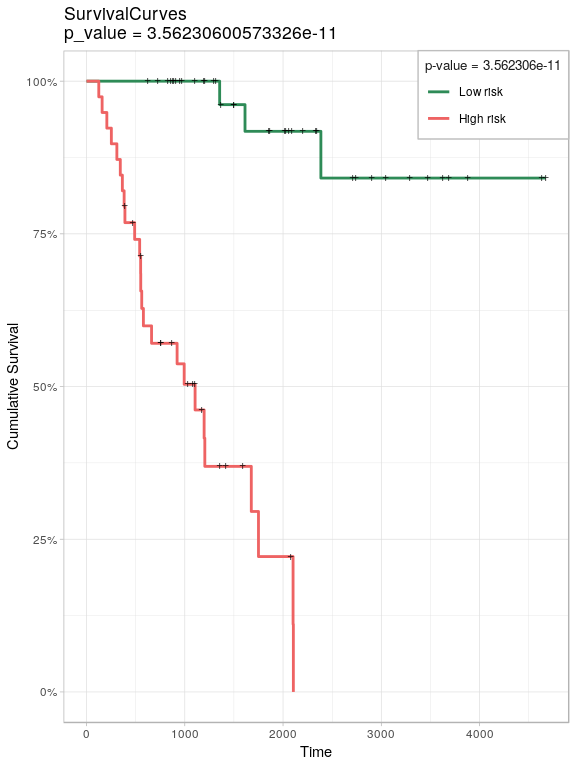 SurvivalCurves
p_value = 3.56230600573326e-11
p-value = 3.562306e-11
Low risk
High risk
100%
75%
50%
25%
0%
Cumulative Survival
0 1000 2000 3000 4000
Time